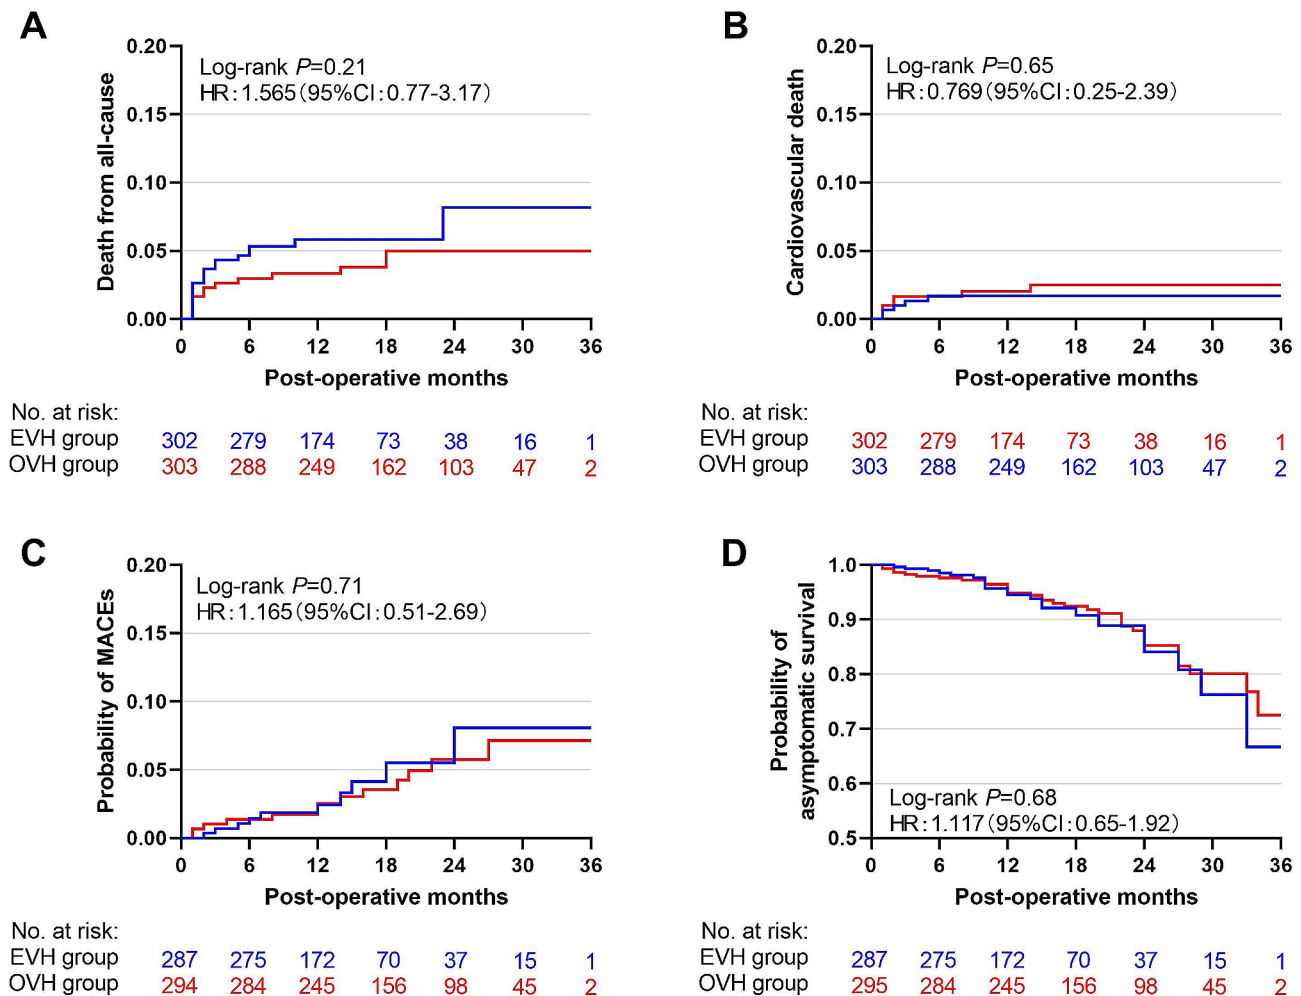 A
Death from all-cause
0.20
0.15
0.10
0.05
0.00
Log-rank P=0.21
HR:1.565(95%CI:0.77-3.17)
0 6 12 18 24 30 36
Post-operative months
No. at risk:
EVH group 302 279 174 73 38 16 1
OVH group 303 288 249 162 103 47 2
B
Cardiovascular death
0.20
0.15
0.10
0.05
0.00
Log-rank P=0.65
HR:0.769(95%CI:0.25-2.39)
0 6 12 18 24 30 36
Post-operative months
No. at risk:
EVH group 302 279 174 73 38 16 1
OVH group 303 288 249 162 103 47 2
C
Probability of MACEs
0.20
0.15
0.10
0.05
0.00
Log-rank P=0.71
HR:1.165(95%CI:0.51-2.69)
0 6 12 18 24 30 36
Post-operative months
No. at risk:
EVH group 287 275 172 70 37 15 1
OVH group 294 284 245 156 98 45 2
D
Probability of
asymptomatic survival
1.0
0.9
0.8
0.7
0.6
0.5
Log-rank P=0.68
HR:1.117(95%CI:0.65-1.92)
0 6 12 18 24 30 36
Post-operative months
No. at risk:
EVH group 287 275 172 70 37 15 1
OVH group 295 284 245 156 98 45 2